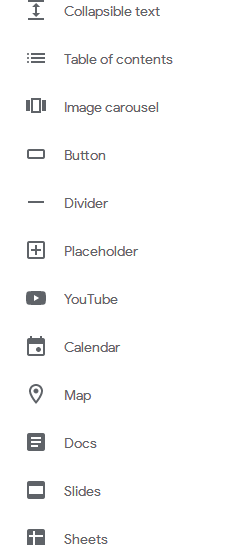 Collapsible text
Table of contents
Image carousel
Button
Divider
Placeholder
YouTube
Calendar
Map
Docs
Slides
Sheets